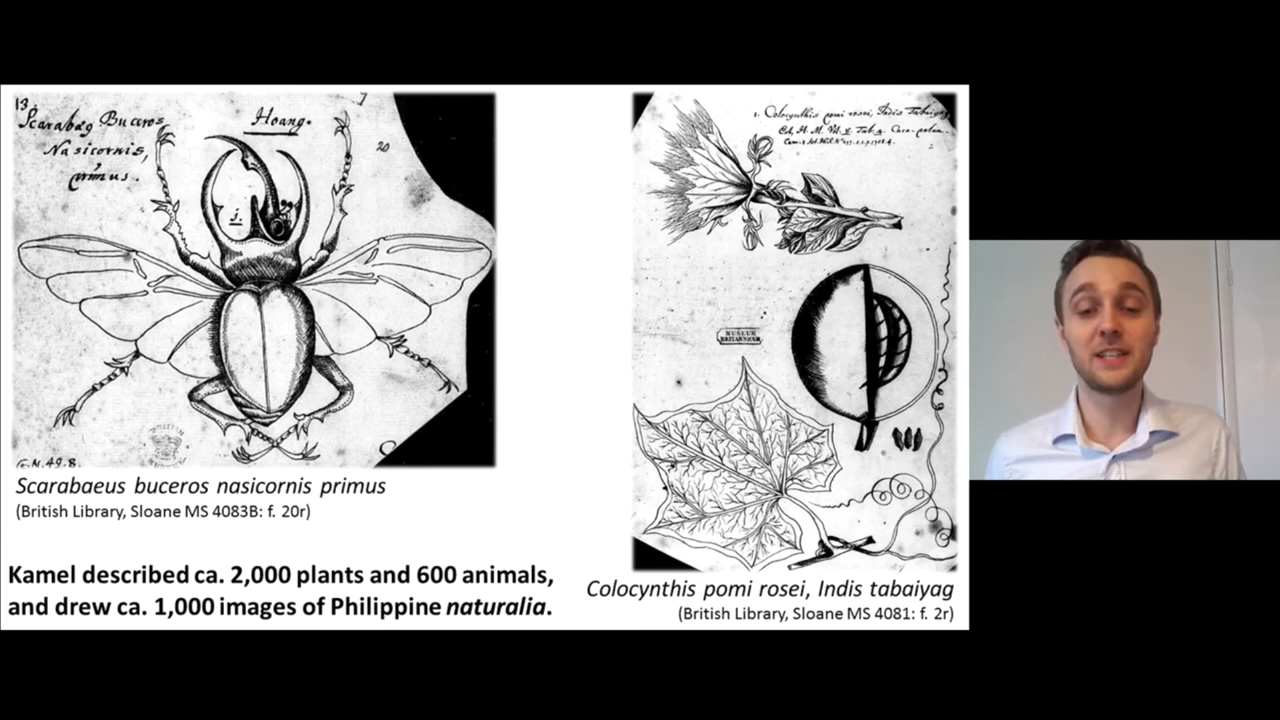 13.
Scarabæg Buceros
Nasicornis,
primus.
Hoang.
20
j.
Scarabaeus buceros nasicornis primus
(British Library, Sloane MS 4083B: f. 20r)
Kamel described ca. 2,000 plants and 600 animals,
and drew ca. 1,000 images of Philippine naturalia.
1. Colocynthis pomi rosei, Indis Tabaiyag
2
MUSEUM
BRITANNICUM
Colocynthis pomi rosei, Indis tabaiyag
(British Library, Sloane MS 4081: f. 2r)